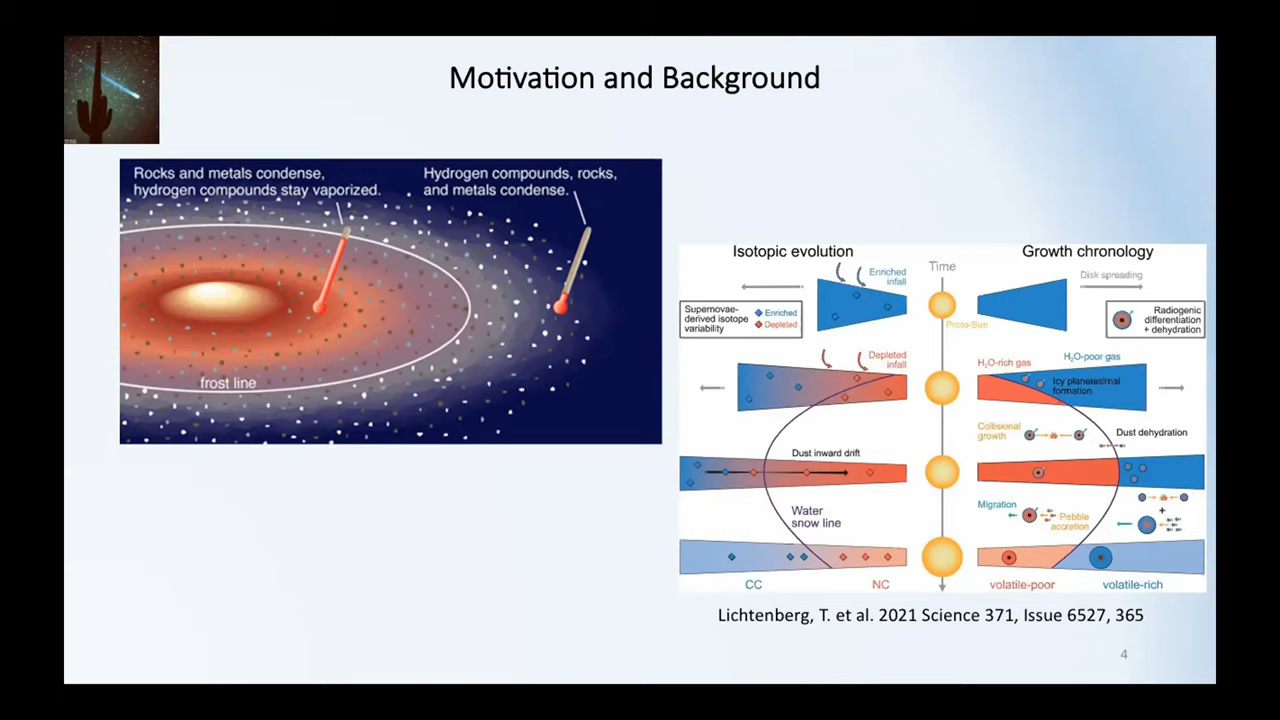 Motivation and Background
Rocks and metals condense,
hydrogen compounds stay vaporized.
Hydrogen compounds, rocks,
and metals condense.
frost line
Isotopic evolution
Time
Growth chronology
Enriched
infall
Disk spreading
Supernovae-
derived isotope
variability
Enriched
Depleted
Proto-Sun
Radiogenic
differentiation
+ dehydration
Depleted
infall
H₂O-rich gas
H₂O-poor gas
Icy planetesimal
formation
Collisional
growth
Dust dehydration
Dust inward drift
Water
snow line
Migration
Pebble
accretion
+
CC
NC
volatile-poor
volatile-rich
Lichtenberg, T. et al. 2021 Science 371, Issue 6527, 365
4